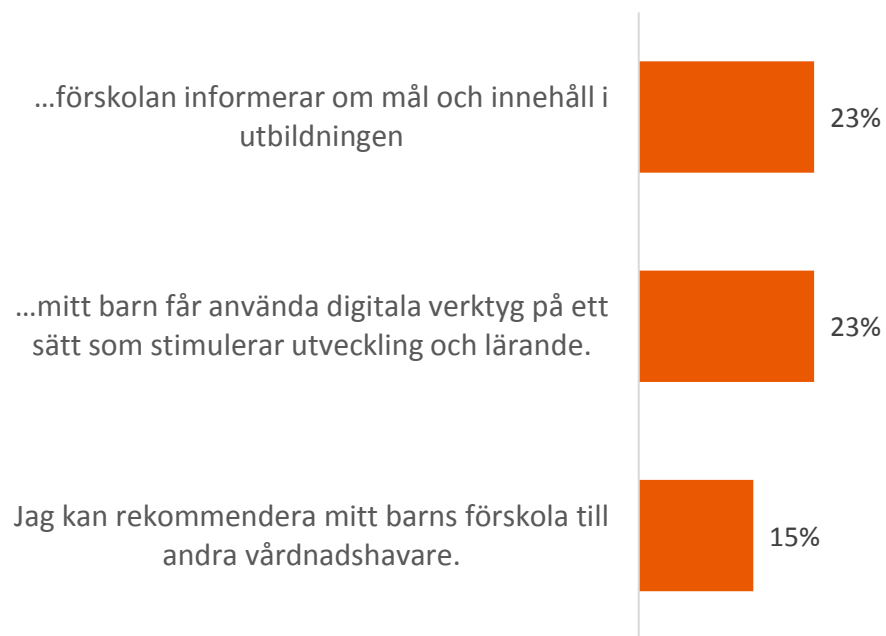 …förskolan informerar om mål och innehåll i
utbildningen
23%
…mitt barn får använda digitala verktyg på ett
sätt som stimulerar utveckling och lärande.
23%
Jag kan rekommendera mitt barns förskola till
andra vårdnadshavare.
15%